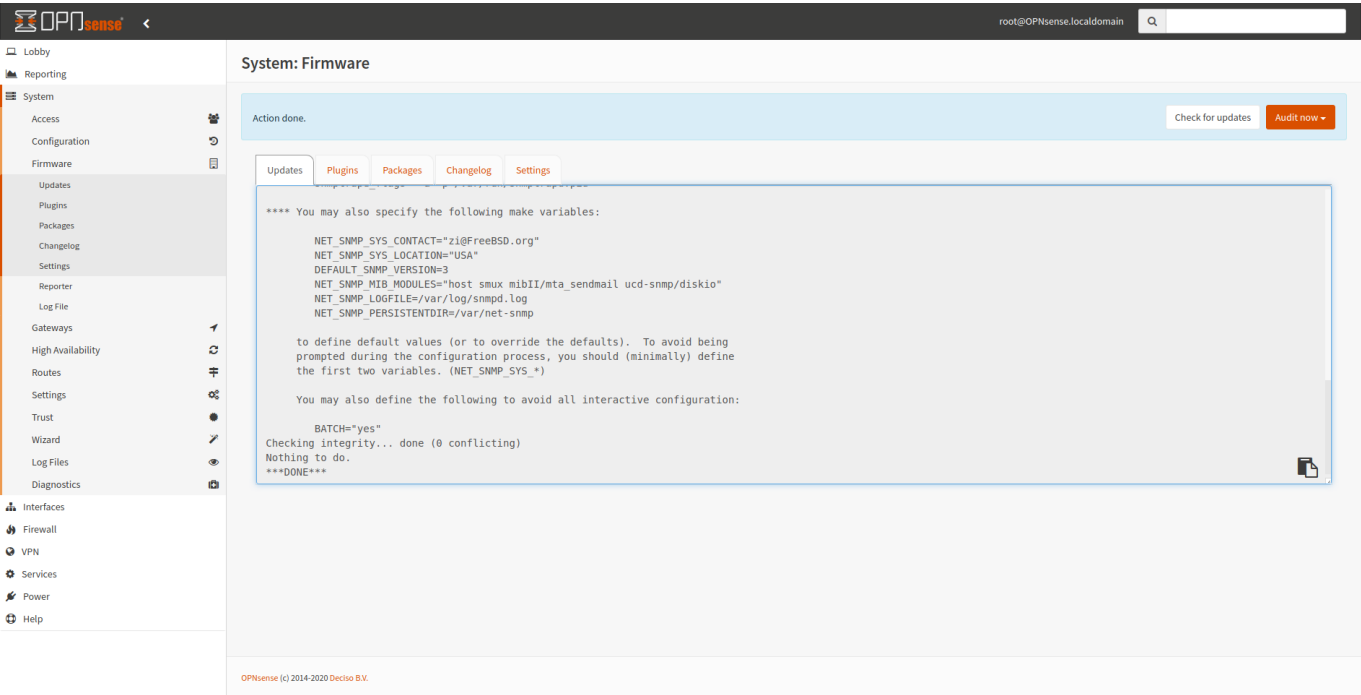 OPNsense
root@OPNsense.localdomain
Lobby
Reporting
System
Access
Configuration
Firmware
Updates
Plugins
Packages
Changelog
Settings
Reporter
Log File
Gateways
High Availability
Routes
Settings
Trust
Wizard
Log Files
Diagnostics
Interfaces
Firewall
VPN
Services
Power
Help
System: Firmware
Action done.
Check for updates
Audit now
Updates Plugins Packages Changelog Settings
**** You may also specify the following make variables:
NET_SNMP_SYS_CONTACT="zi@FreeBSD.org"
NET_SNMP_SYS_LOCATION="USA"
DEFAULT_SNMP_VERSION=3
NET_SNMP_MIB_MODULES="host smux mibII/mta_sendmail ucd-snmp/diskio"
NET_SNMP_LOGFILE=/var/log/snmpd.log
NET_SNMP_PERSISTENTDIR=/var/net-snmp
to define default values (or to override the defaults).  To avoid being
prompted during the configuration process, you should (minimally) define
the first two variables. (NET_SNMP_SYS_*)
You may also define the following to avoid all interactive configuration:
BATCH="yes"
Checking integrity... done (0 conflicting)
Nothing to do.
***DONE***
OPNsense (c) 2014-2020 Deciso B.V.